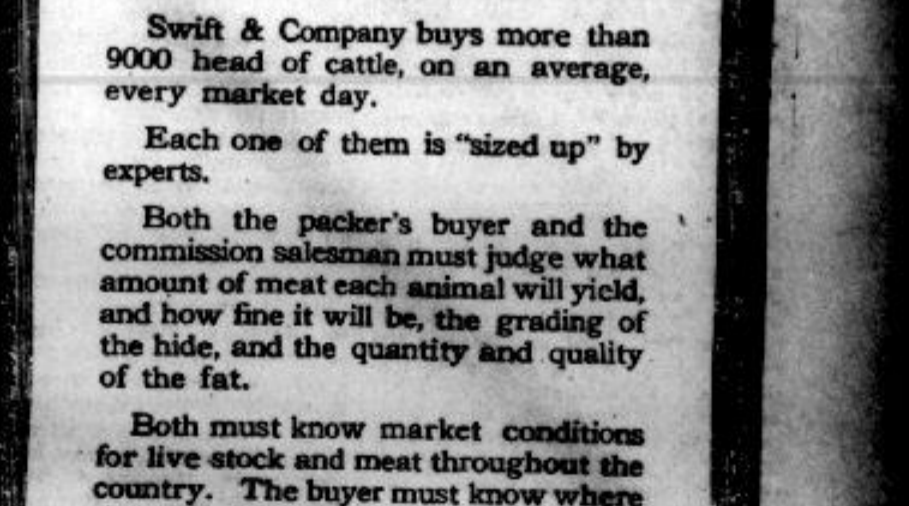 Swift & Company buys more than
9000 head of cattle, on an average,
every market day.
Each one of them is “sized up” by
experts.
Both the packer's buyer and the
commission salesman must judge what
amount of meat each animal will yield,
and how fine it will be, the grading of
the hide, and the quantity and quality
of the fat.
Both must know market conditions
for live stock and meat throughout the
country. The buyer must know where